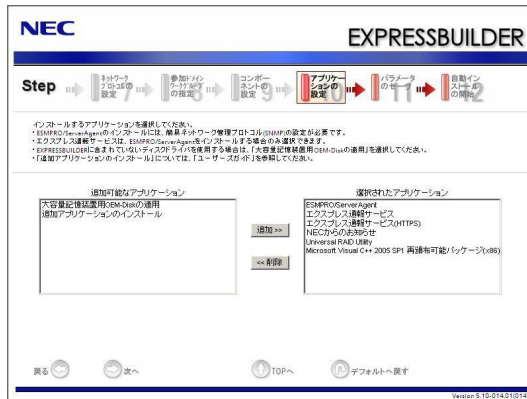 NEC
EXPRESSBUILDER
Step
ネットワーク
プロトコルの
設定 7
参加ドメイン
ワークグループ
の指定 8
コンポー
ネントの
設定 9
アプリケー
ションの
設定 10
パラメータ
のセーブ 11
自動イン
ストール
の開始 12
インストールするアプリケーションを選択してください。
・ESMPRO/ServerAgentのインストールには、簡易ネットワーク管理プロトコル(SNMP)の設定が必要です。
・エクスプレス通報サービスは、ESMPRO/ServerAgentをインストールする場合のみ選択できます。
・EXPRESSBUILDERに含まれていないディスクドライバを使用する場合は、「大容量記憶装置用OEM-Diskの適用」を選択してください。
・「追加アプリケーションのインストール」については、「ユーザーズガイド」を参照してください。
追加可能なアプリケーション
大容量記憶装置用OEM-Diskの適用
追加アプリケーションのインストール
追加 >>
<< 削除
選択されたアプリケーション
ESMPRO/ServerAgent
エクスプレス通報サービス
エクスプレス通報サービス(HTTPS)
NECからのお知らせ
Universal RAID Utility
Microsoft Visual C++ 2005 SP1 再頒布可能パッケージ(x86)
戻る
次へ
TOPへ
デフォルトへ戻す
Version 5.10-014.01(014